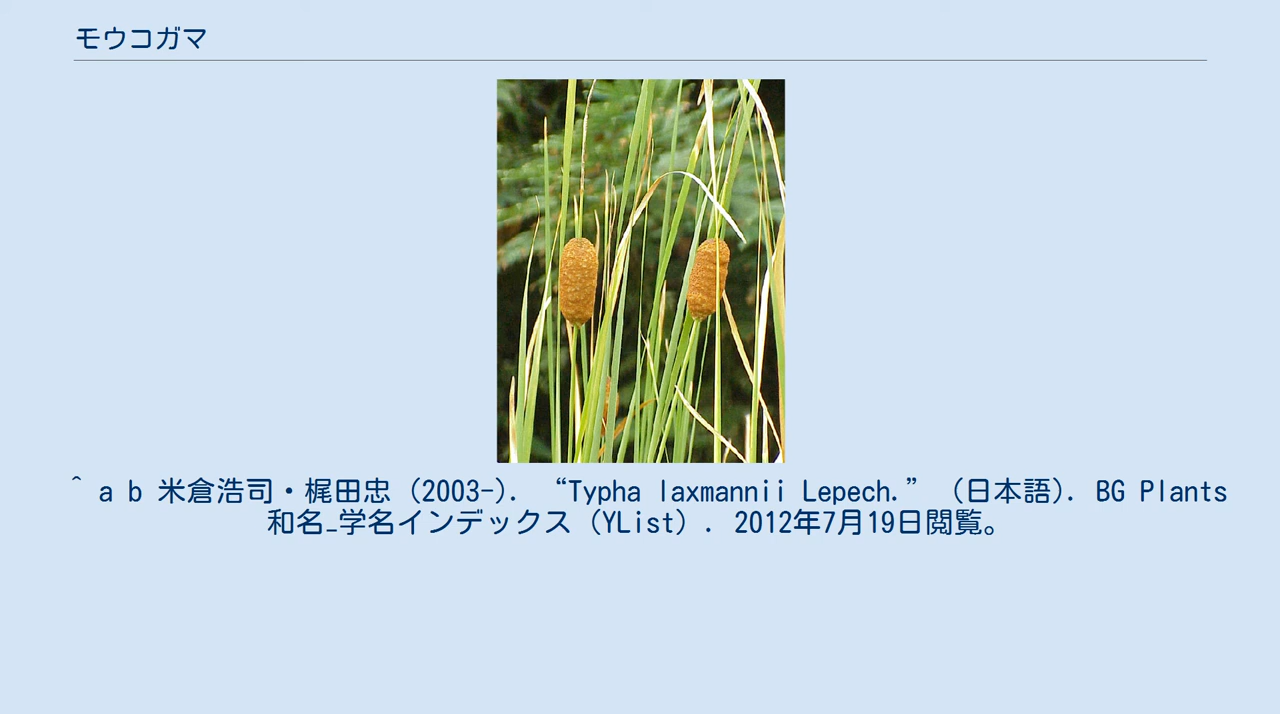 モウコガマ
^ a b 米倉浩司・梶田忠 (2003-). “Typha laxmannii Lepech.” (日本語). BG Plants
和名−学名インデックス（YList）. 2012年7月19日閲覧。